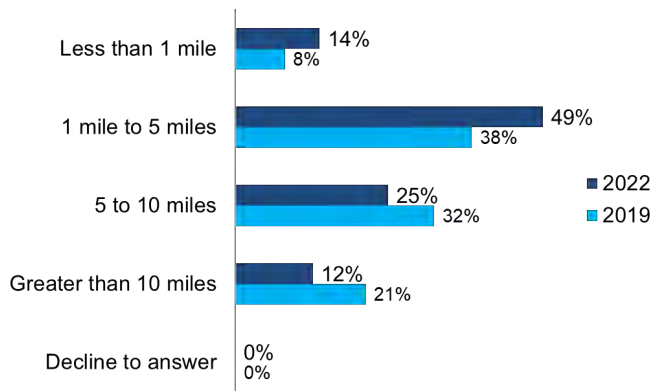 Less than 1 mile
14%
8%
1 mile to 5 miles
49%
38%
5 to 10 miles
25%
32%
Greater than 10 miles
12%
21%
Decline to answer
0%
0%
2022
2019